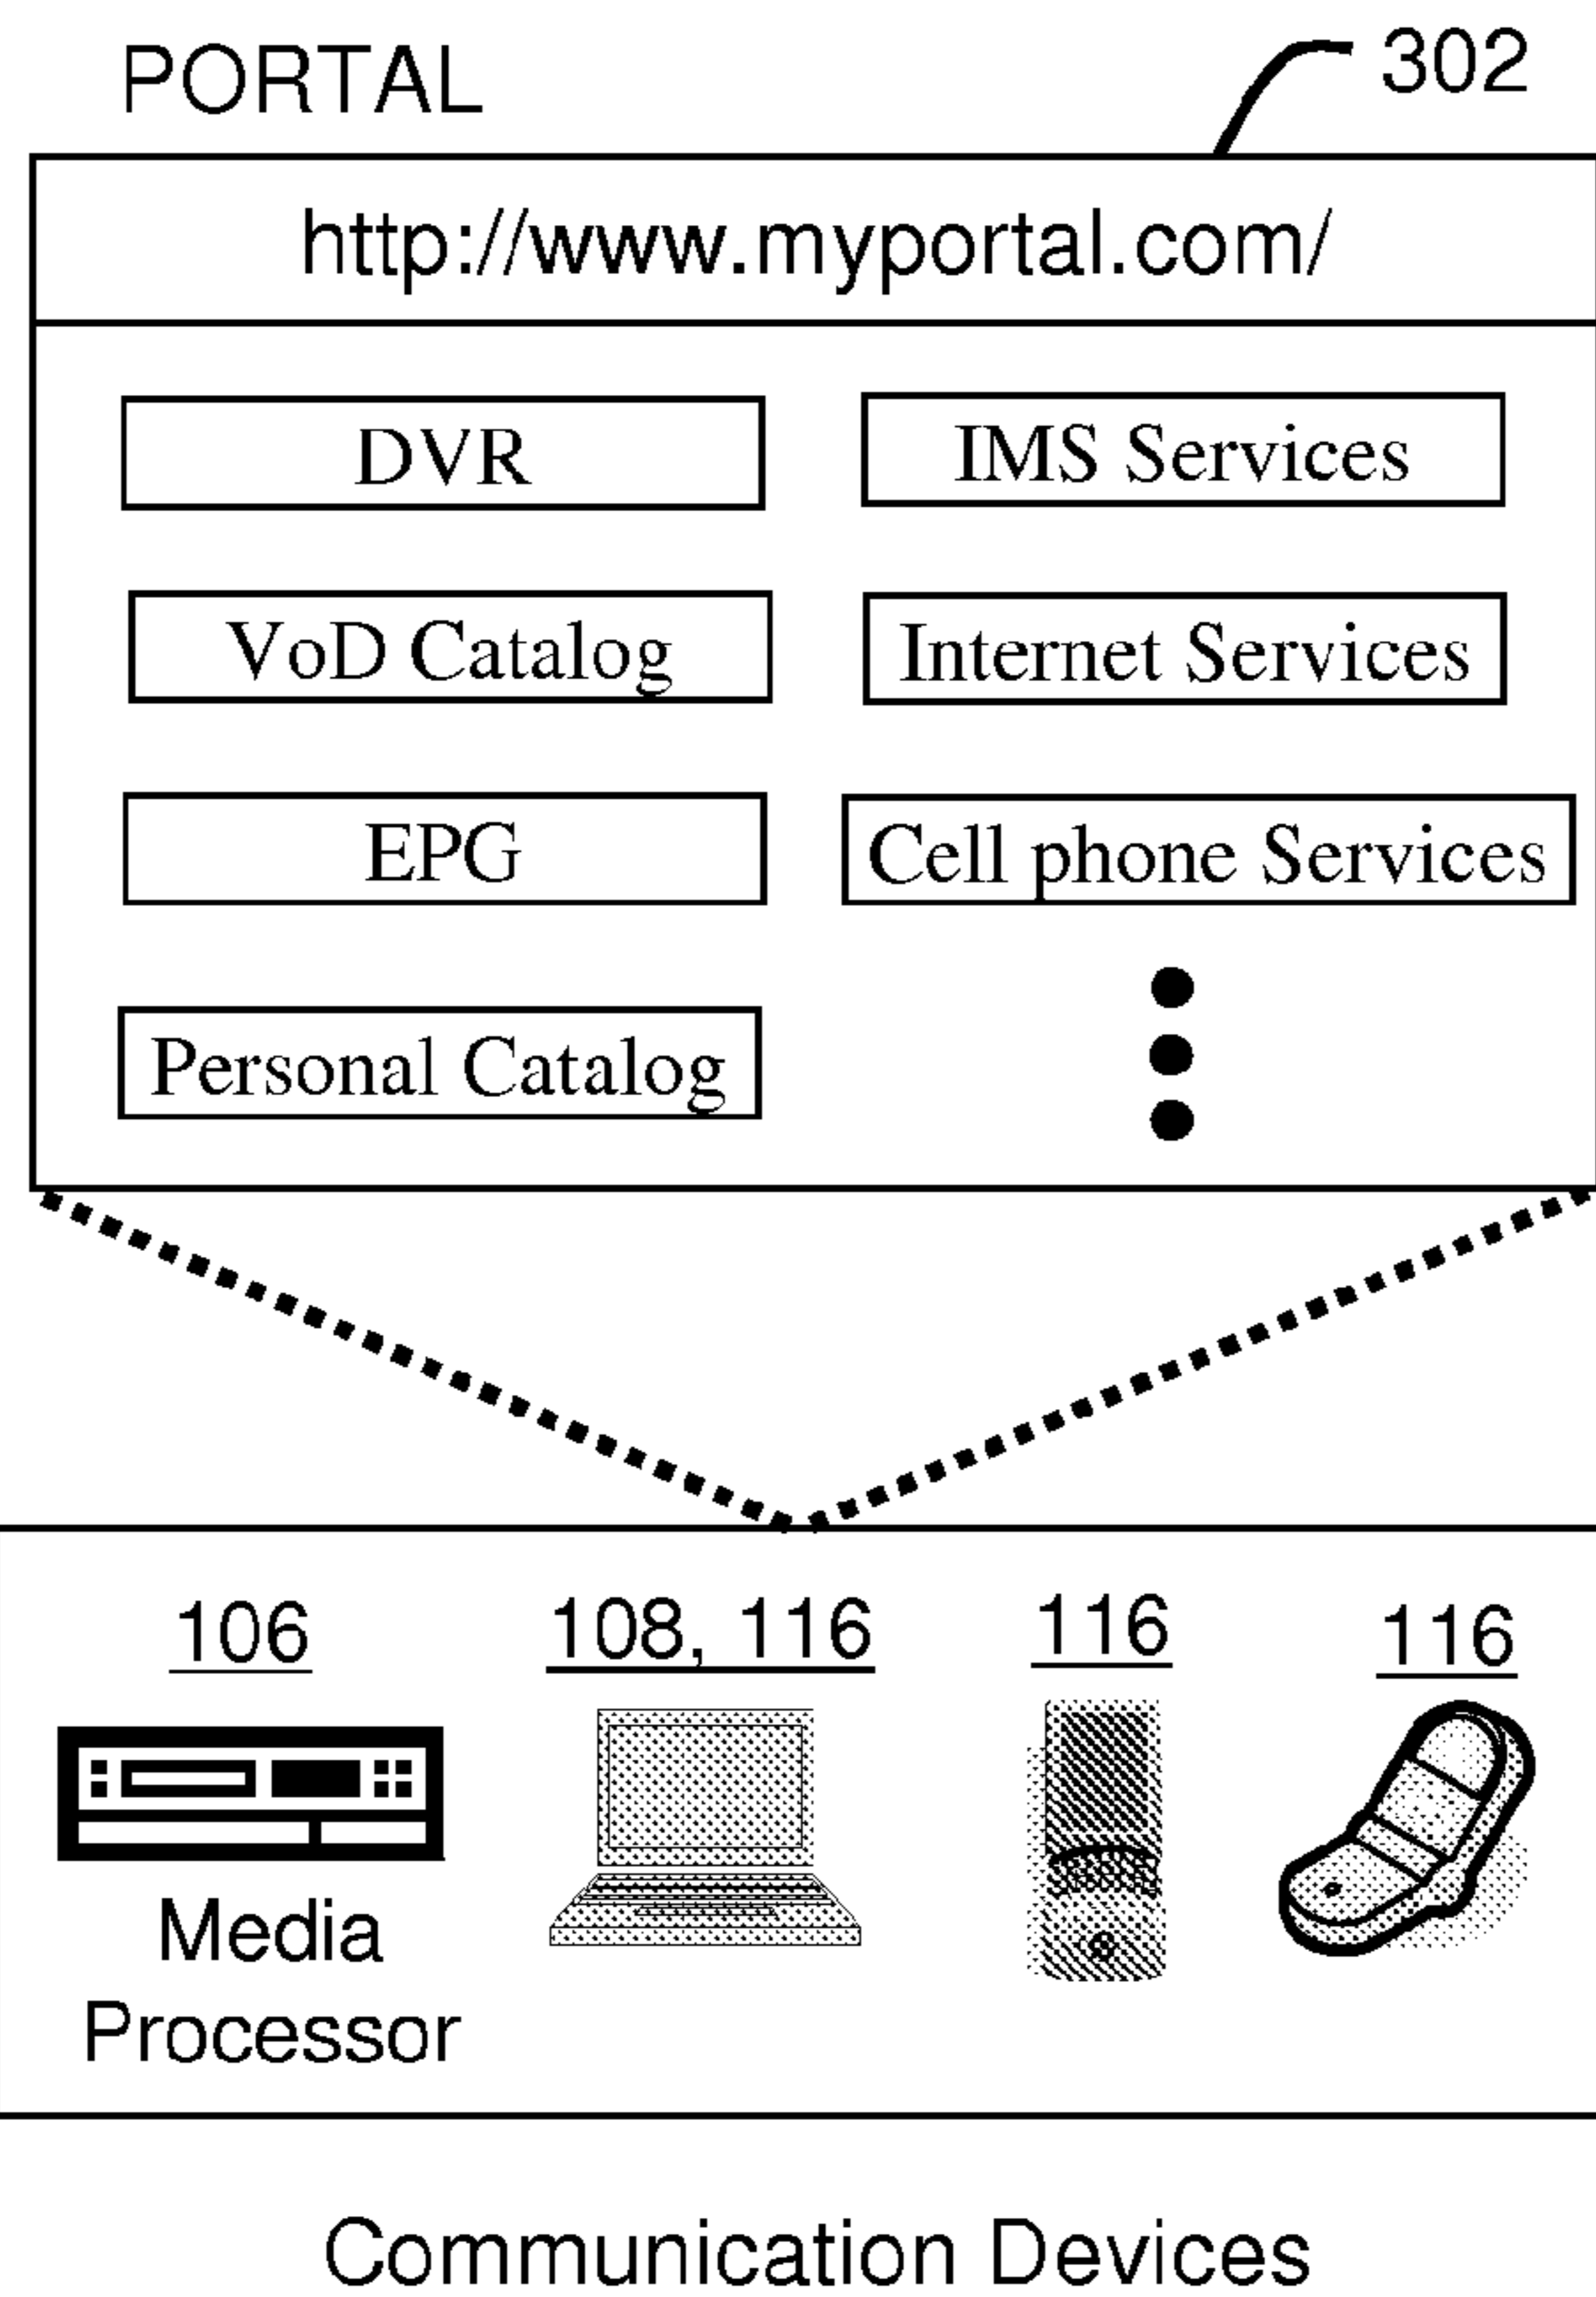 PORTAL
302
http://www.myportal.com/
DVR
IMS Services
VoD Catalog
Internet Services
EPG
Cell phone Services
Personal Catalog
106
108, 116
116
116
Media
Processor
Communication Devices